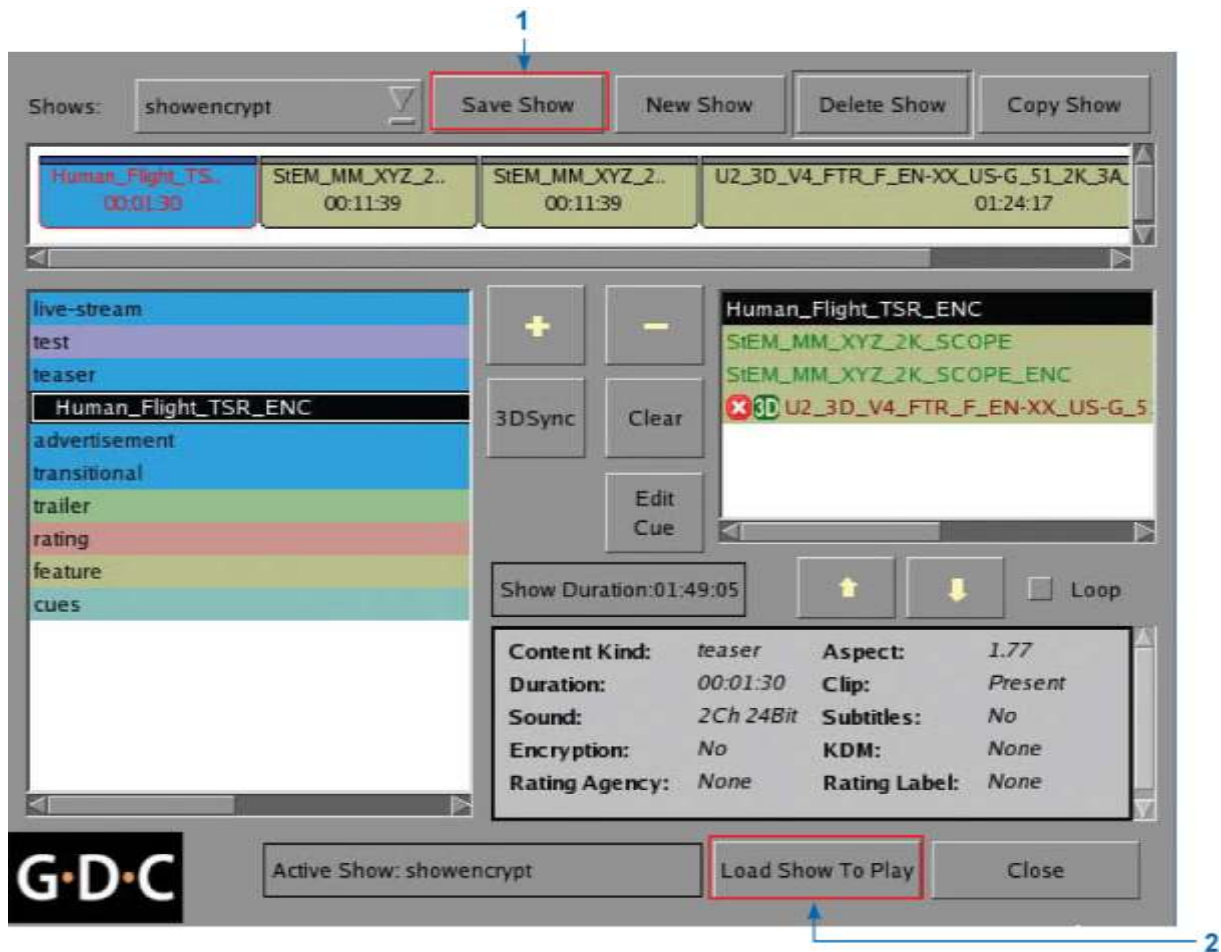 1
Shows: showencrypt Save Show New Show Delete Show Copy Show
Human_Flight_TS.. StEM_MM_XYZ_2.. StEM_MM_XYZ_2.. U2_3D_V4_FTR_F_EN-XX_US-G_51_2K_3A_
00:01:30 00:11:39 00:11:39 01:24:17
live-stream
test
teaser
Human_Flight_TSR_ENC
advertisement
transitional
trailer
rating
feature
cues
+ −
3DSync Clear
Edit
Cue
Human_Flight_TSR_ENC
StEM_MM_XYZ_2K_SCOPE
StEM_MM_XYZ_2K_SCOPE_ENC
3D U2_3D_V4_FTR_F_EN-XX_US-G_5
Show Duration:01:49:05
Loop
Content Kind: teaser Aspect: 1.77
Duration: 00:01:30 Clip: Present
Sound: 2Ch 24Bit Subtitles: No
Encryption: No KDM: None
Rating Agency: None Rating Label: None
G·D·C
Active Show: showencrypt
Load Show To Play Close
2